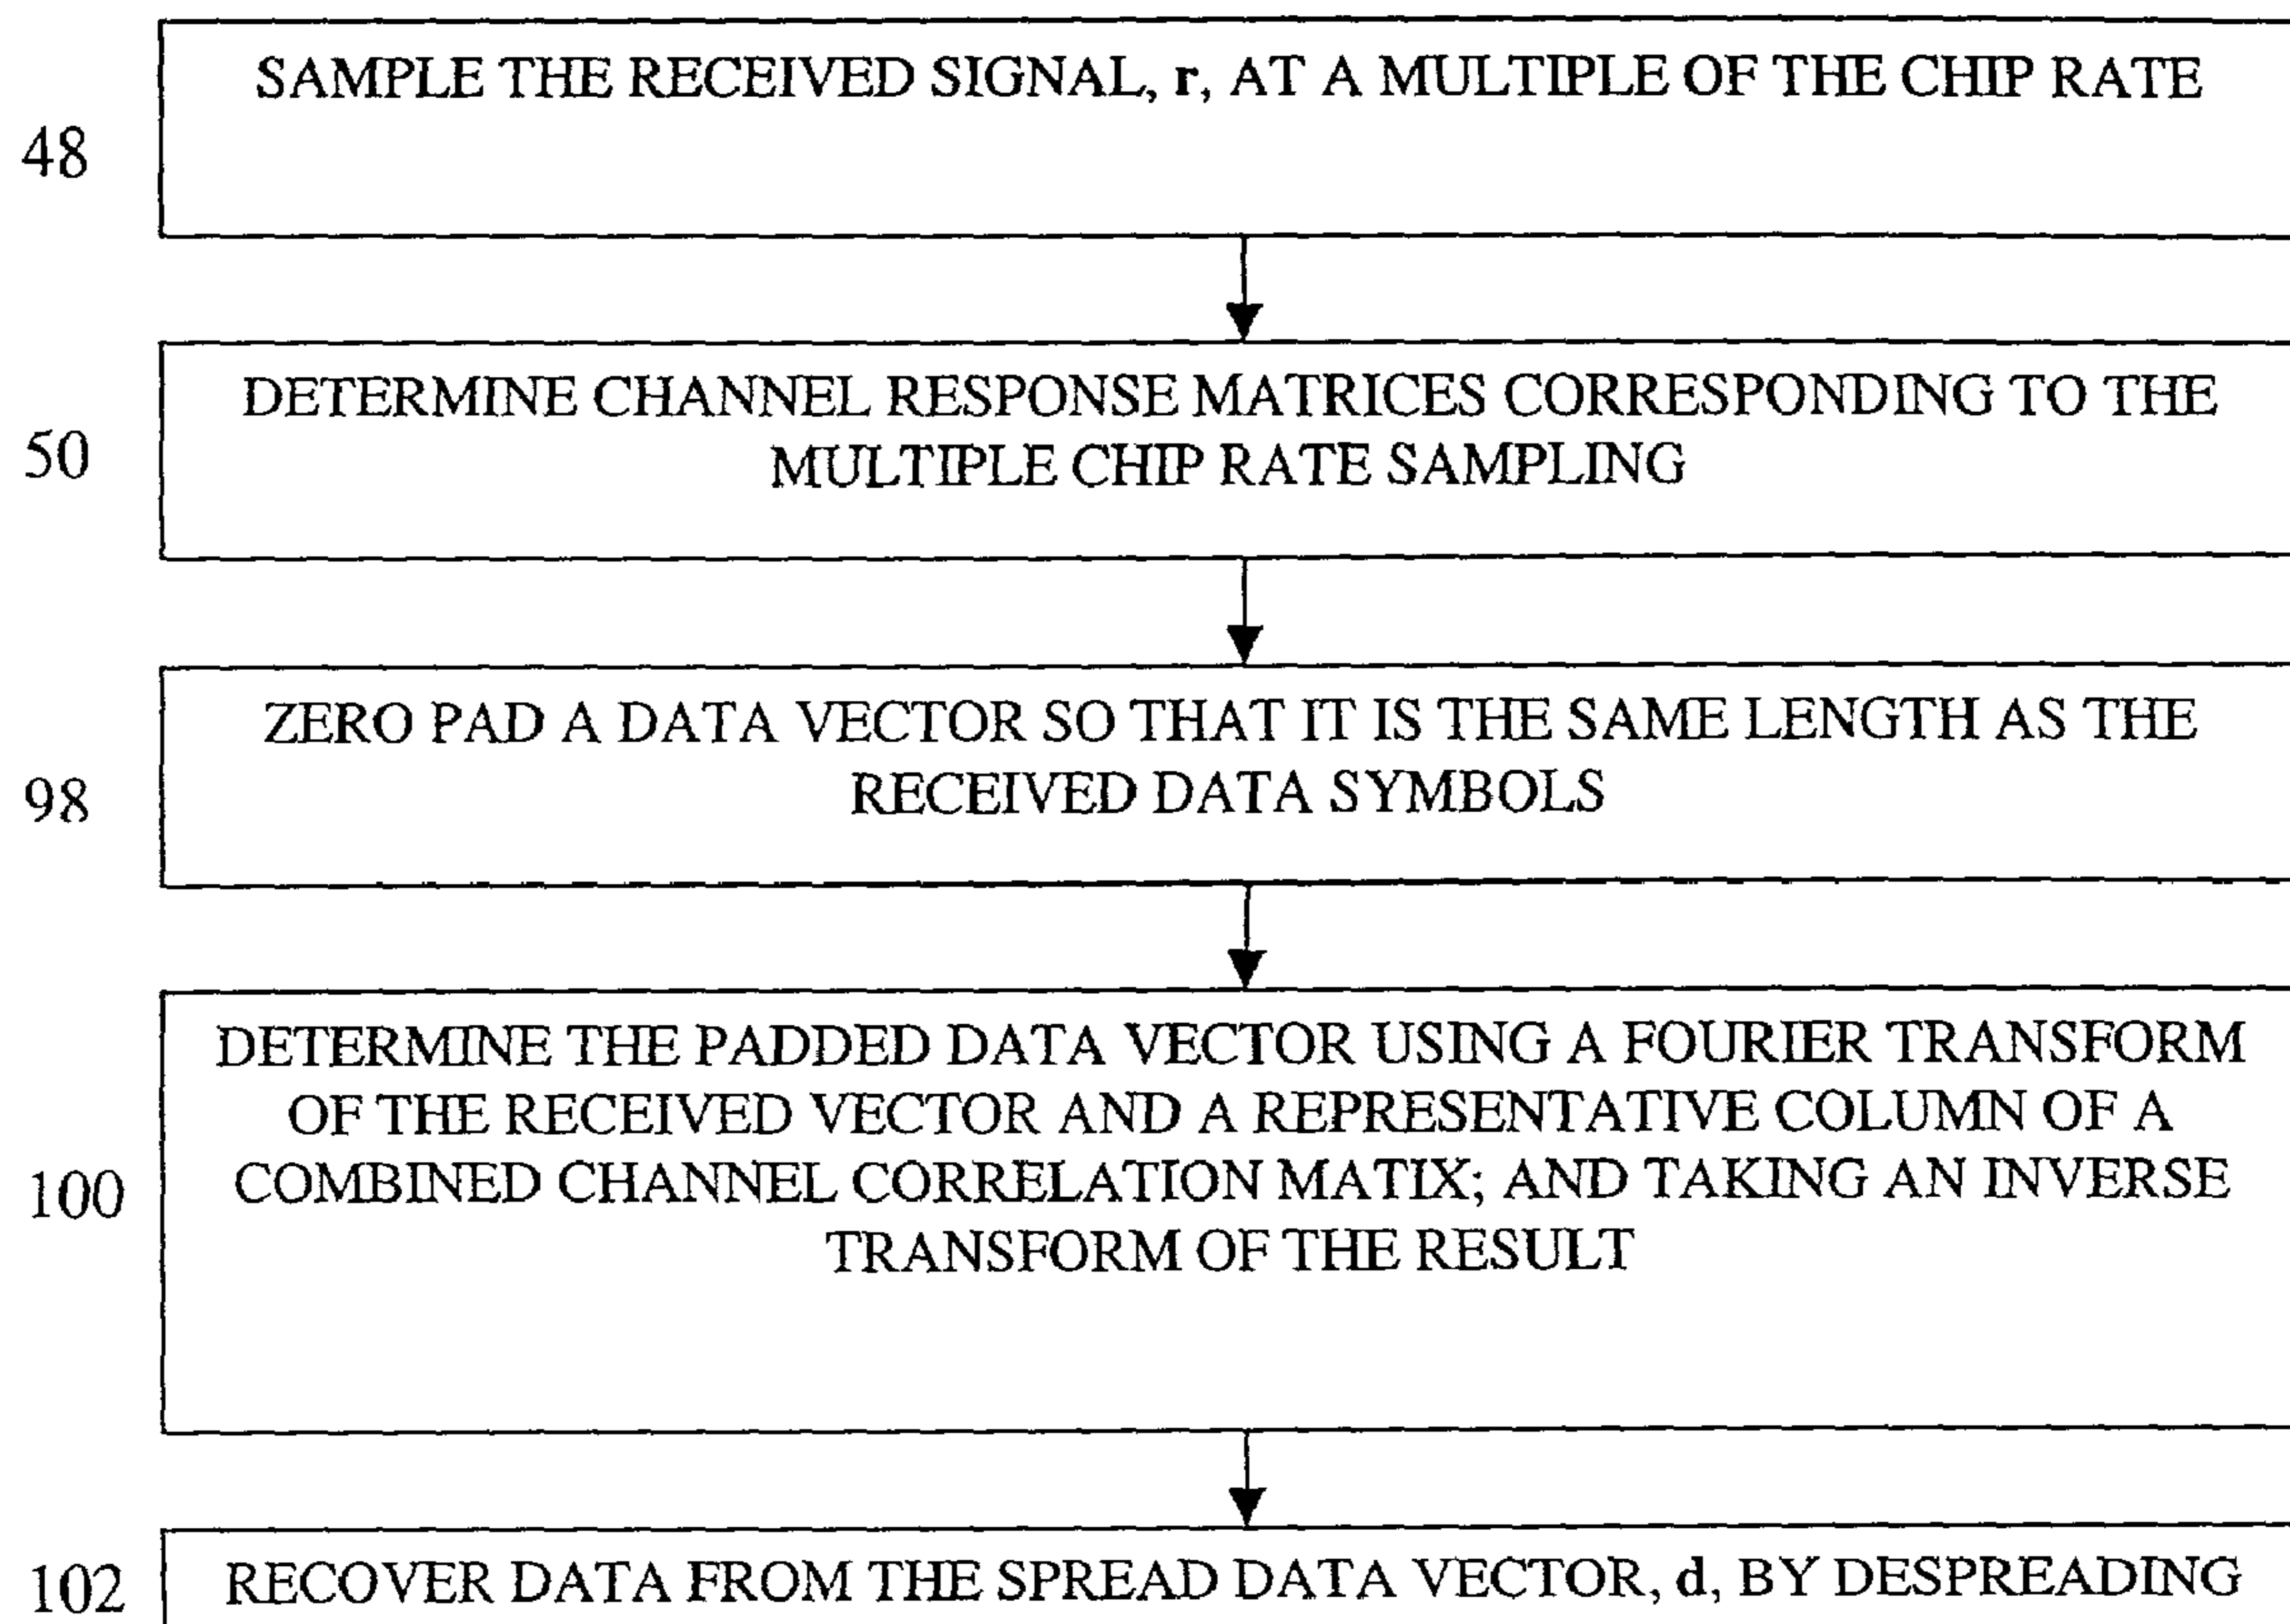 SAMPLE THE RECEIVED SIGNAL, r, AT A MULTIPLE OF THE CHIP RATE
48
DETERMINE CHANNEL RESPONSE MATRICES CORRESPONDING TO THE
MULTIPLE CHIP RATE SAMPLING
50
ZERO PAD A DATA VECTOR SO THAT IT IS THE SAME LENGTH AS THE
RECEIVED DATA SYMBOLS
98
DETERMINE THE PADDED DATA VECTOR USING A FOURIER TRANSFORM
OF THE RECEIVED VECTOR AND A REPRESENTATIVE COLUMN OF A
COMBINED CHANNEL CORRELATION MATIX; AND TAKING AN INVERSE
TRANSFORM OF THE RESULT
100
102
RECOVER DATA FROM THE SPREAD DATA VECTOR, d, BY DESPREADING